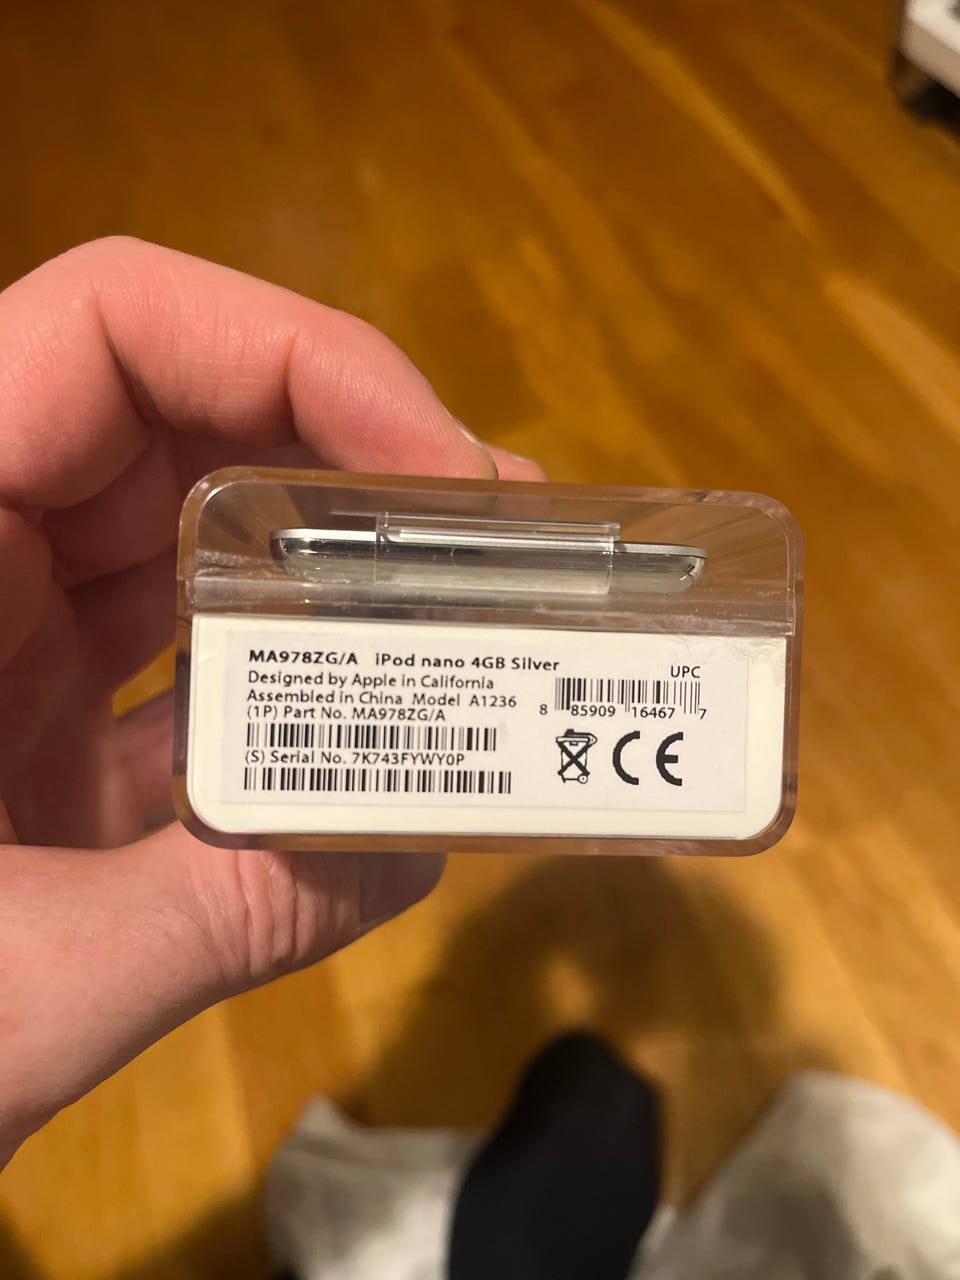 MA978ZG/A iPod nano 4GB Silver
Designed by Apple in California
Assembled in China Model A1236
(1P) Part No. MA978ZG/A
(S) Serial No. 7K743FYWY0P
UPC
8 85909 16467 7
CE